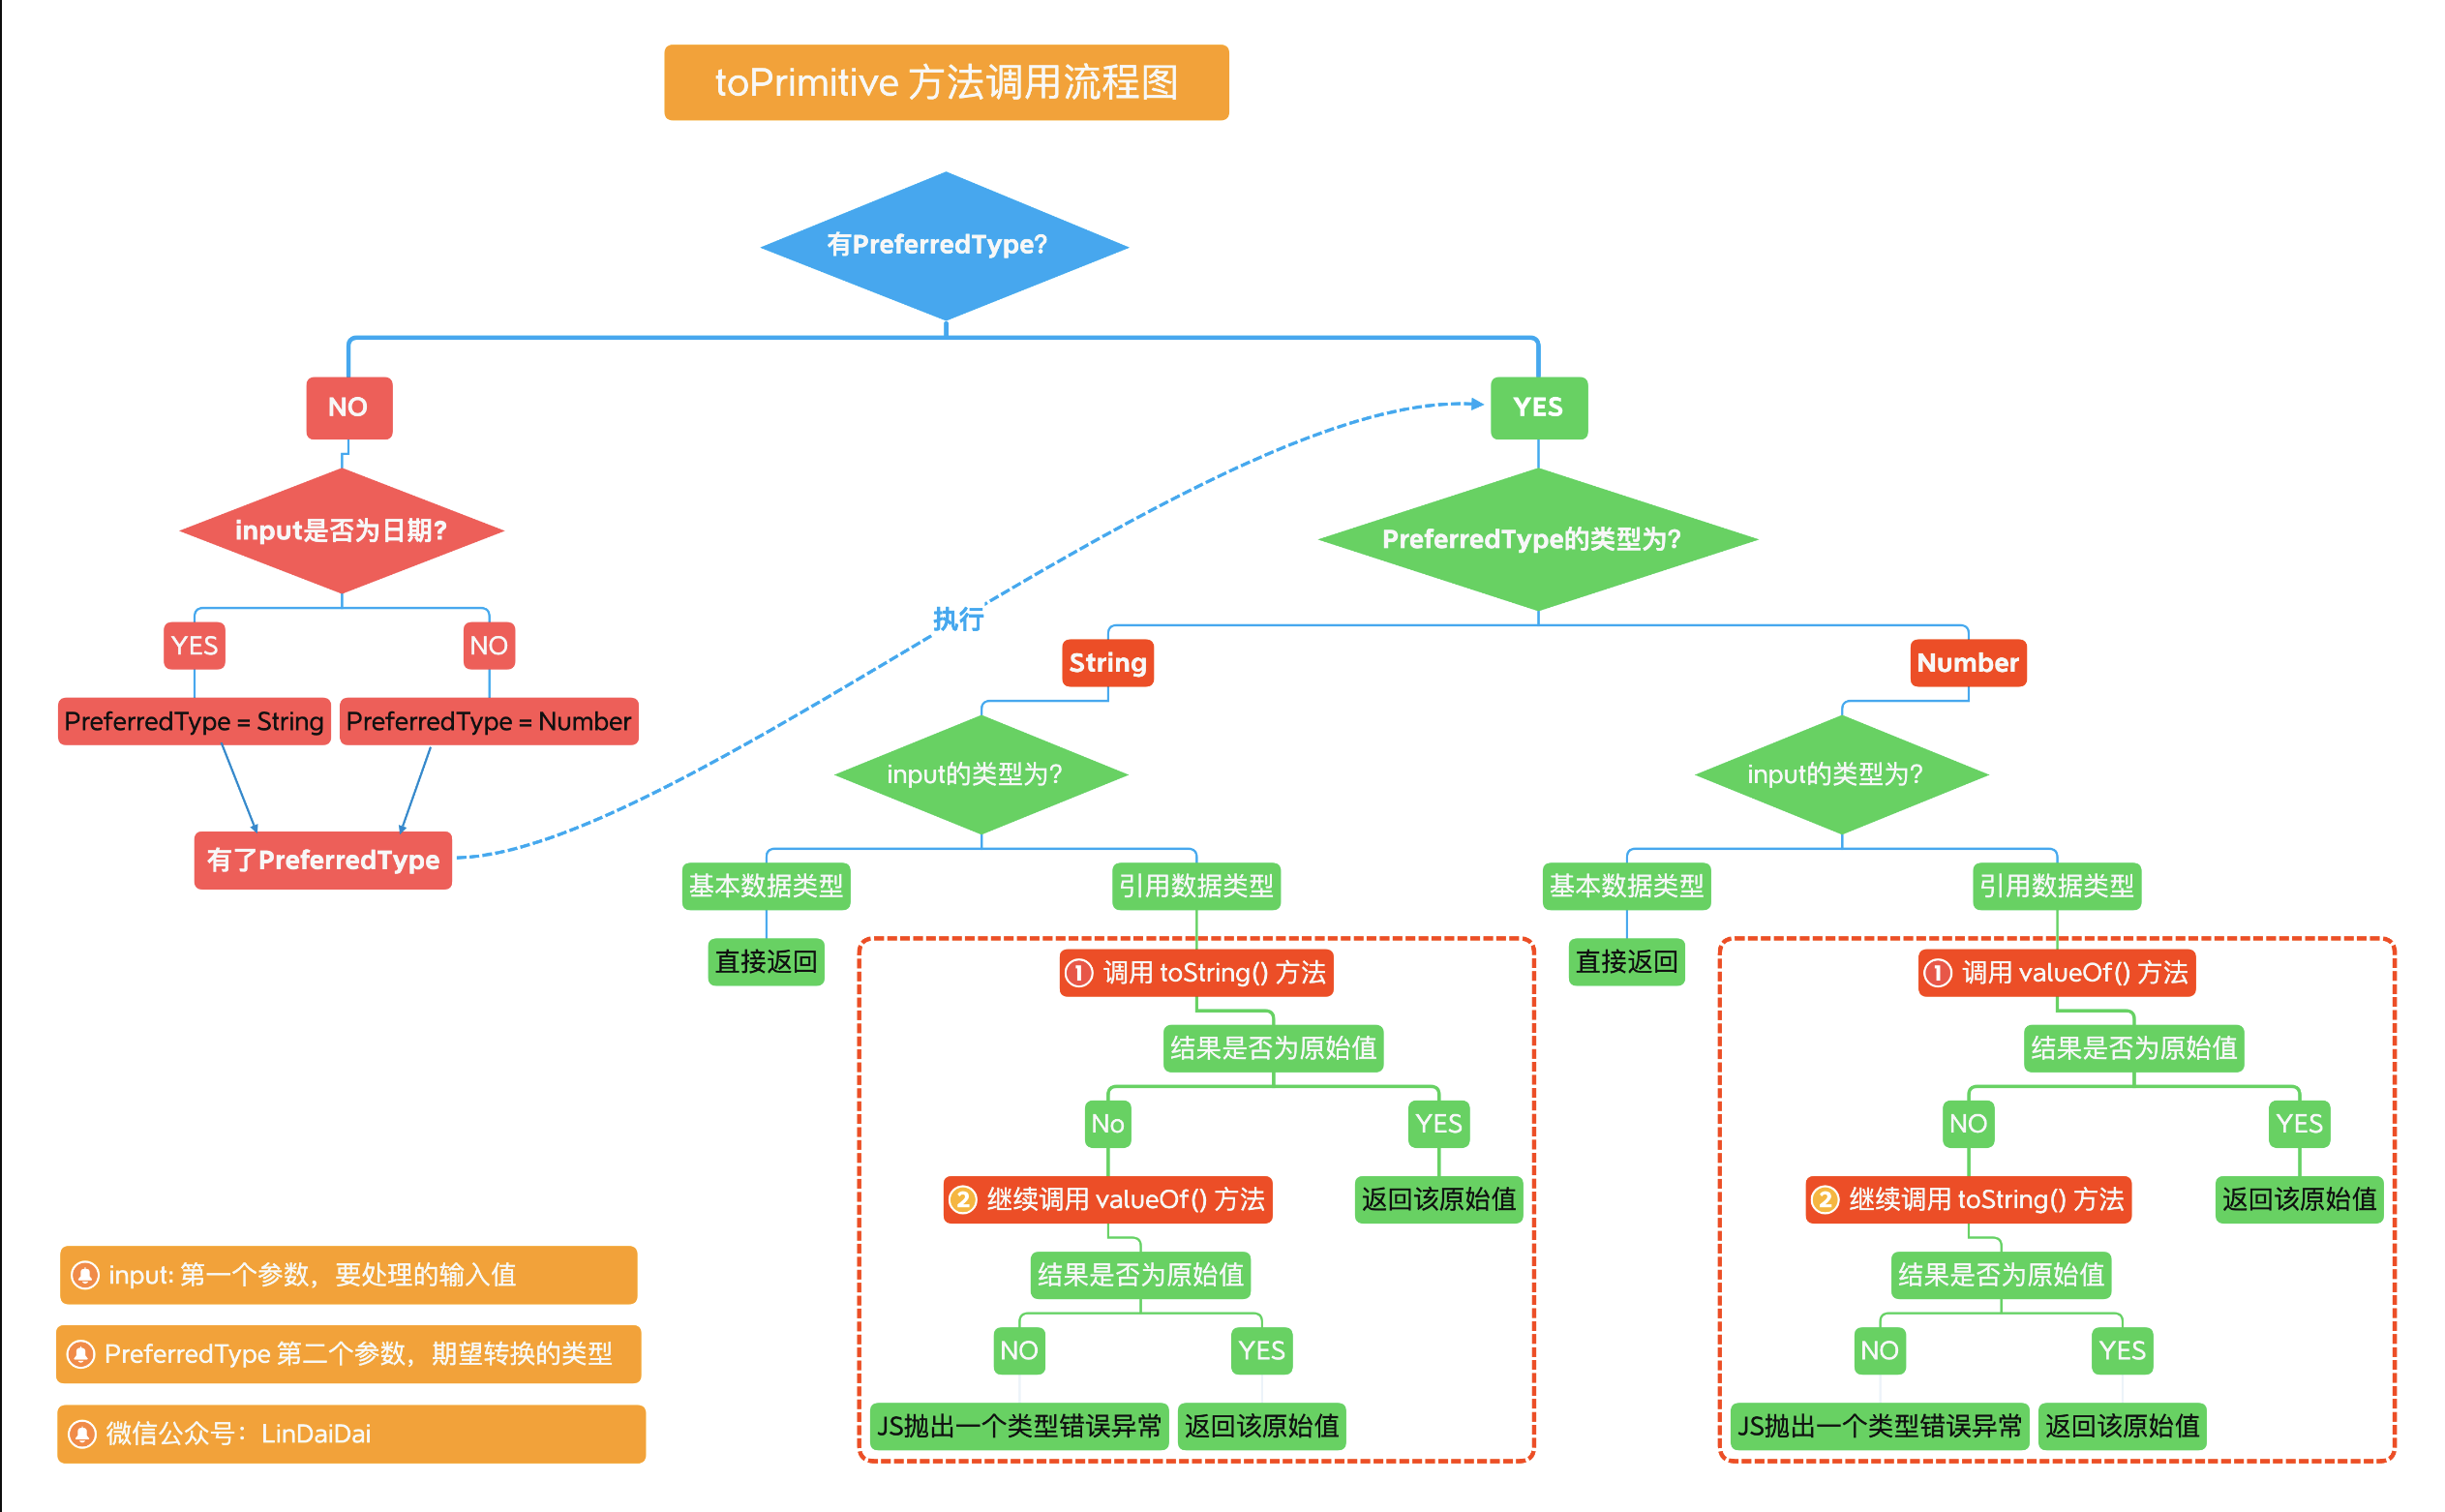 toPrimitive 方法调用流程图
有PreferredType?
NO
YES
input是否为日期?
PreferredType的类型为?
YES
NO
执行
String
Number
PreferredType = String
PreferredType = Number
input的类型为?
input的类型为?
有了PreferredType
基本数据类型
引用数据类型
基本数据类型
引用数据类型
直接返回
① 调用 toString() 方法
直接返回
① 调用 valueOf() 方法
结果是否为原始值
结果是否为原始值
No
YES
NO
YES
② 继续调用 valueOf() 方法
返回该原始值
② 继续调用 toString() 方法
返回该原始值
input: 第一个参数，要处理的输入值
结果是否为原始值
结果是否为原始值
PreferredType 第二个参数，期望转换的类型
NO
YES
NO
YES
微信公众号：LinDaiDai
JS抛出一个类型错误异常
返回该原始值
JS抛出一个类型错误异常
返回该原始值